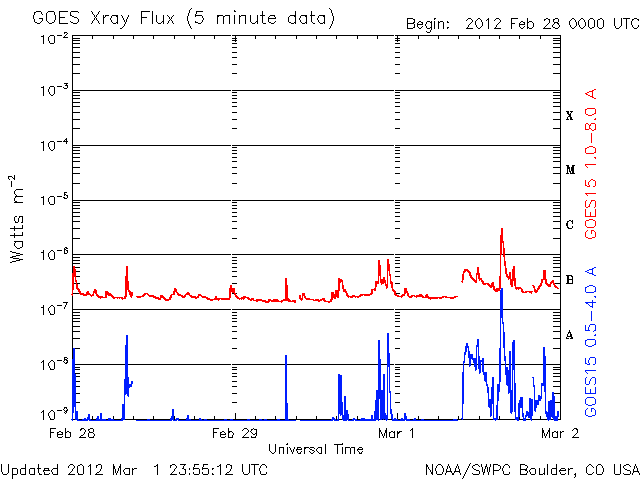 GOES Xray Flux (5 minute data)
Begin: 2012 Feb 28 0000 UTC
10⁻²
10⁻³
10⁻⁴
10⁻⁵
10⁻⁶
10⁻⁷
10⁻⁸
10⁻⁹
Watts m⁻²
X
M
C
B
A
GOES15 1.0-8.0 A
GOES15 0.5-4.0 A
Feb 28
Feb 29
Mar 1
Mar 2
Universal Time
Updated 2012 Mar 1 23:55:12 UTC
NOAA/SWPC Boulder, CO USA